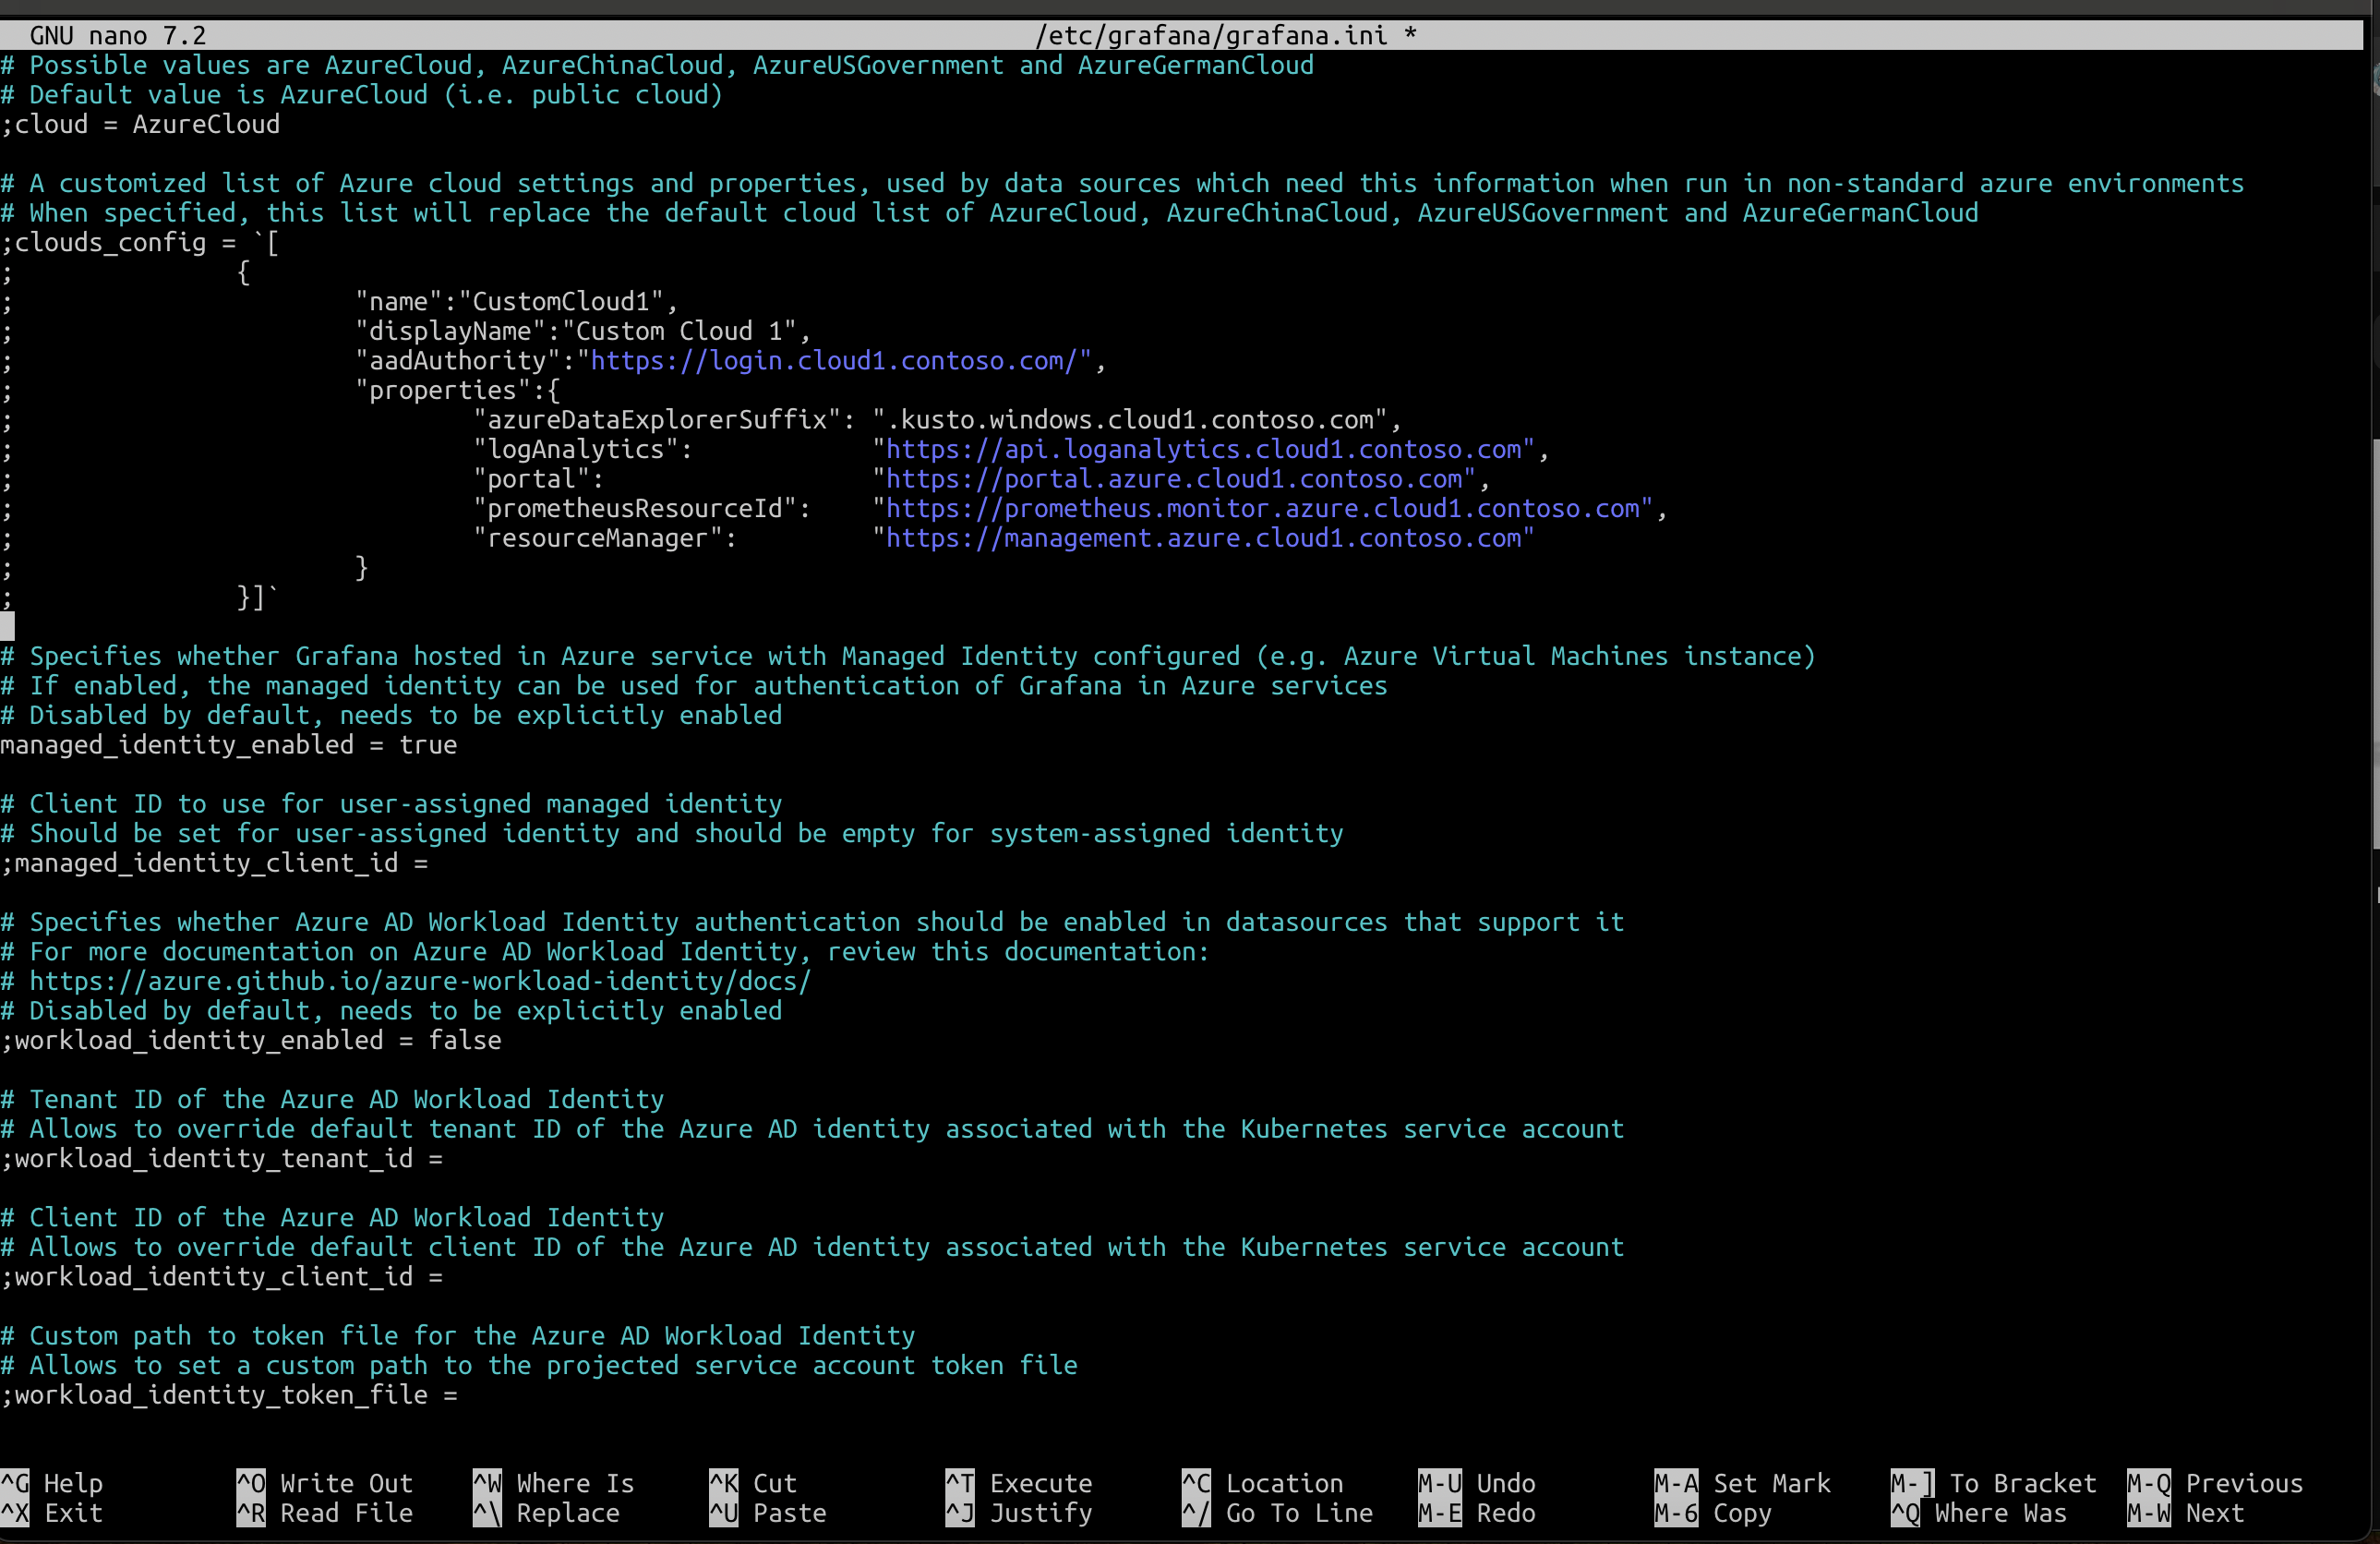 GNU nano 7.2 /etc/grafana/grafana.ini *
# Possible values are AzureCloud, AzureChinaCloud, AzureUSGovernment and AzureGermanCloud
# Default value is AzureCloud (i.e. public cloud)
;cloud = AzureCloud
# A customized list of Azure cloud settings and properties, used by data sources which need this information when run in non-standard azure environments
# When specified, this list will replace the default cloud list of AzureCloud, AzureChinaCloud, AzureUSGovernment and AzureGermanCloud
;clouds_config = `[
; {
; "name":"CustomCloud1",
; "displayName":"Custom Cloud 1",
; "aadAuthority":"https://login.cloud1.contoso.com/",
; "properties":{
; "azureDataExplorerSuffix": ".kusto.windows.cloud1.contoso.com",
; "logAnalytics": "https://api.loganalytics.cloud1.contoso.com",
; "portal": "https://portal.azure.cloud1.contoso.com",
; "prometheusResourceId": "https://prometheus.monitor.azure.cloud1.contoso.com",
; "resourceManager": "https://management.azure.cloud1.contoso.com"
; }
; }]`
# Specifies whether Grafana hosted in Azure service with Managed Identity configured (e.g. Azure Virtual Machines instance)
# If enabled, the managed identity can be used for authentication of Grafana in Azure services
# Disabled by default, needs to be explicitly enabled
managed_identity_enabled = true
# Client ID to use for user-assigned managed identity
# Should be set for user-assigned identity and should be empty for system-assigned identity
;managed_identity_client_id =
# Specifies whether Azure AD Workload Identity authentication should be enabled in datasources that support it
# For more documentation on Azure AD Workload Identity, review this documentation:
# https://azure.github.io/azure-workload-identity/docs/
# Disabled by default, needs to be explicitly enabled
;workload_identity_enabled = false
# Tenant ID of the Azure AD Workload Identity
# Allows to override default tenant ID of the Azure AD identity associated with the Kubernetes service account
;workload_identity_tenant_id =
# Client ID of the Azure AD Workload Identity
# Allows to override default client ID of the Azure AD identity associated with the Kubernetes service account
;workload_identity_client_id =
# Custom path to token file for the Azure AD Workload Identity
# Allows to set a custom path to the projected service account token file
;workload_identity_token_file =
^G Help ^O Write Out ^W Where Is ^K Cut ^T Execute ^C Location M-U Undo M-A Set Mark M-] To Bracket M-Q Previous
^X Exit ^R Read File ^\ Replace ^U Paste ^J Justify ^/ Go To Line M-E Redo M-6 Copy ^Q Where Was M-W Next